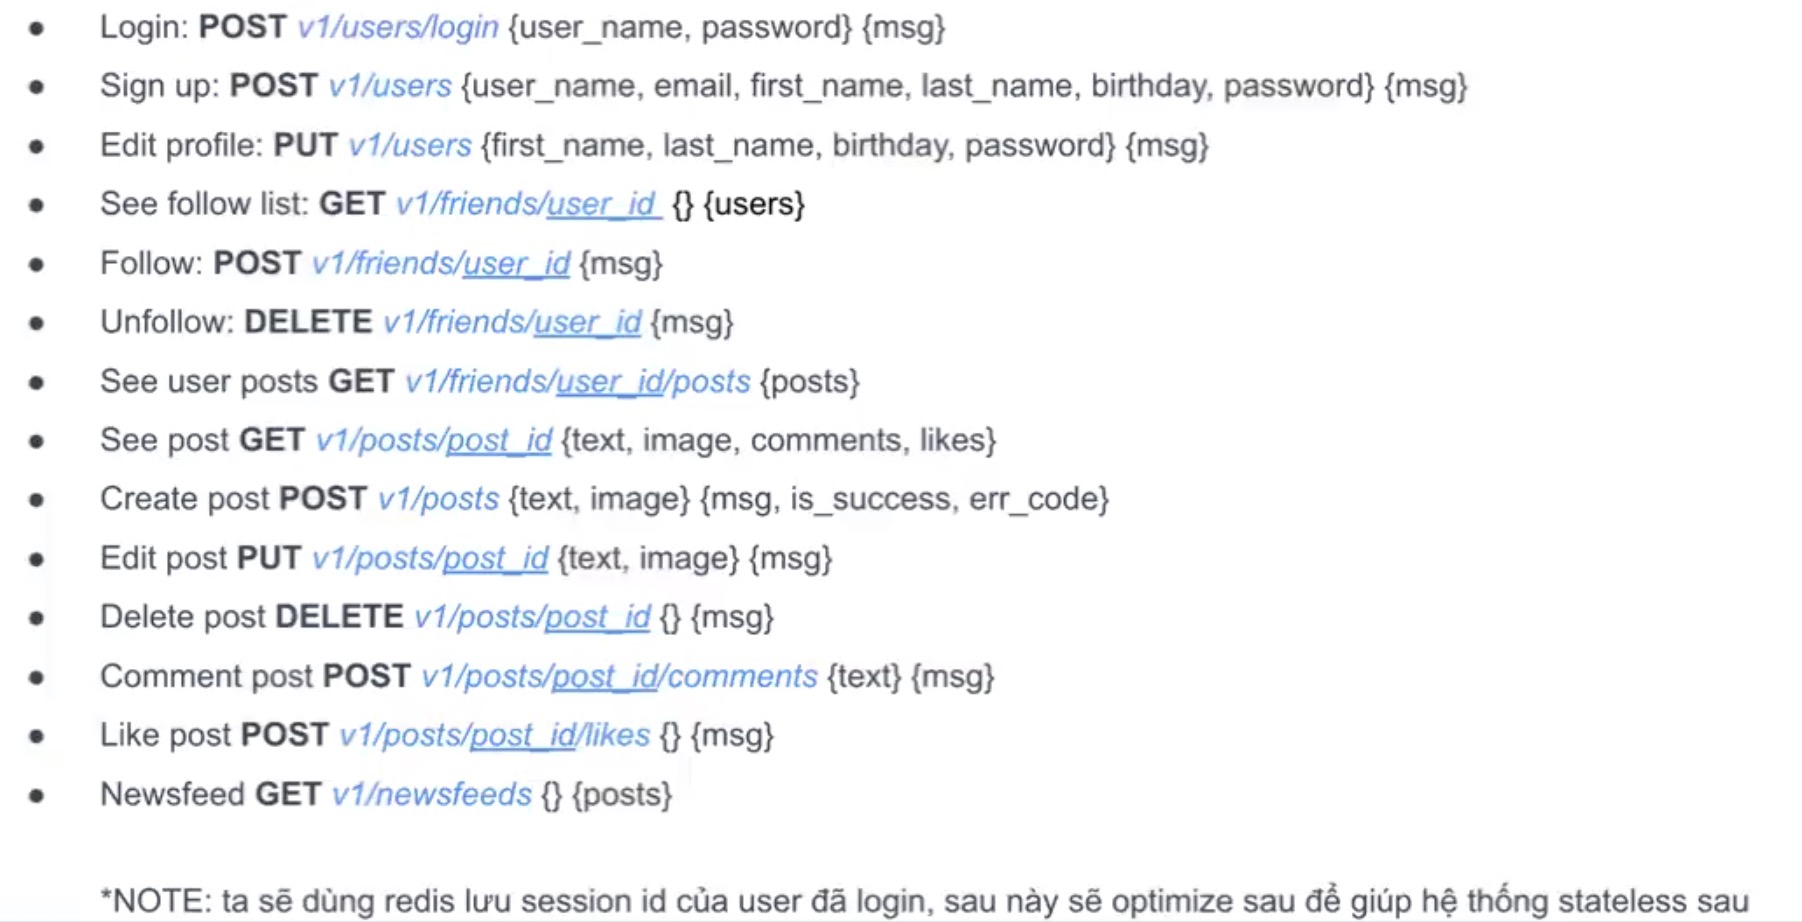 ● Login: POST v1/users/login {user_name, password} {msg}
● Sign up: POST v1/users {user_name, email, first_name, last_name, birthday, password} {msg}
● Edit profile: PUT v1/users {first_name, last_name, birthday, password} {msg}
● See follow list: GET v1/friends/user_id {} {users}
● Follow: POST v1/friends/user_id {msg}
● Unfollow: DELETE v1/friends/user_id {msg}
● See user posts GET v1/friends/user_id/posts {posts}
● See post GET v1/posts/post_id {text, image, comments, likes}
● Create post POST v1/posts {text, image} {msg, is_success, err_code}
● Edit post PUT v1/posts/post_id {text, image} {msg}
● Delete post DELETE v1/posts/post_id {} {msg}
● Comment post POST v1/posts/post_id/comments {text} {msg}
● Like post POST v1/posts/post_id/likes {} {msg}
● Newsfeed GET v1/newsfeeds {} {posts}
*NOTE: ta sẽ dùng redis lưu session id của user đã login, sau này sẽ optimize sau để giúp hệ thống stateless sau